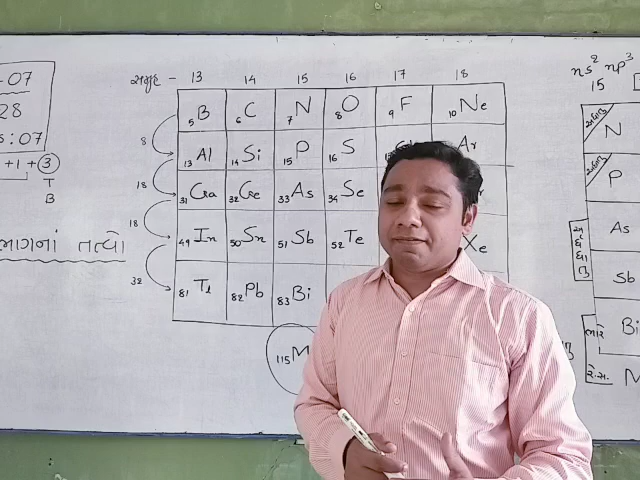 -07
28
:07
+1 +3
T
B
ભાગનાં તત્વો
સમૂહ - 13 14 15 16 17 18
5B 6C 7N 8O 9F 10Ne
8
13Al 14Si 15P 16S Ar
18
31Ga 32Ge 33As 34Se
18
49In 50Sn 51Sb 52Te Xe
32
81Tl 82Pb 83Bi
115M
ns² np³
15
અધાતુ N
અધાતુ P
As
Sb
Bi
M